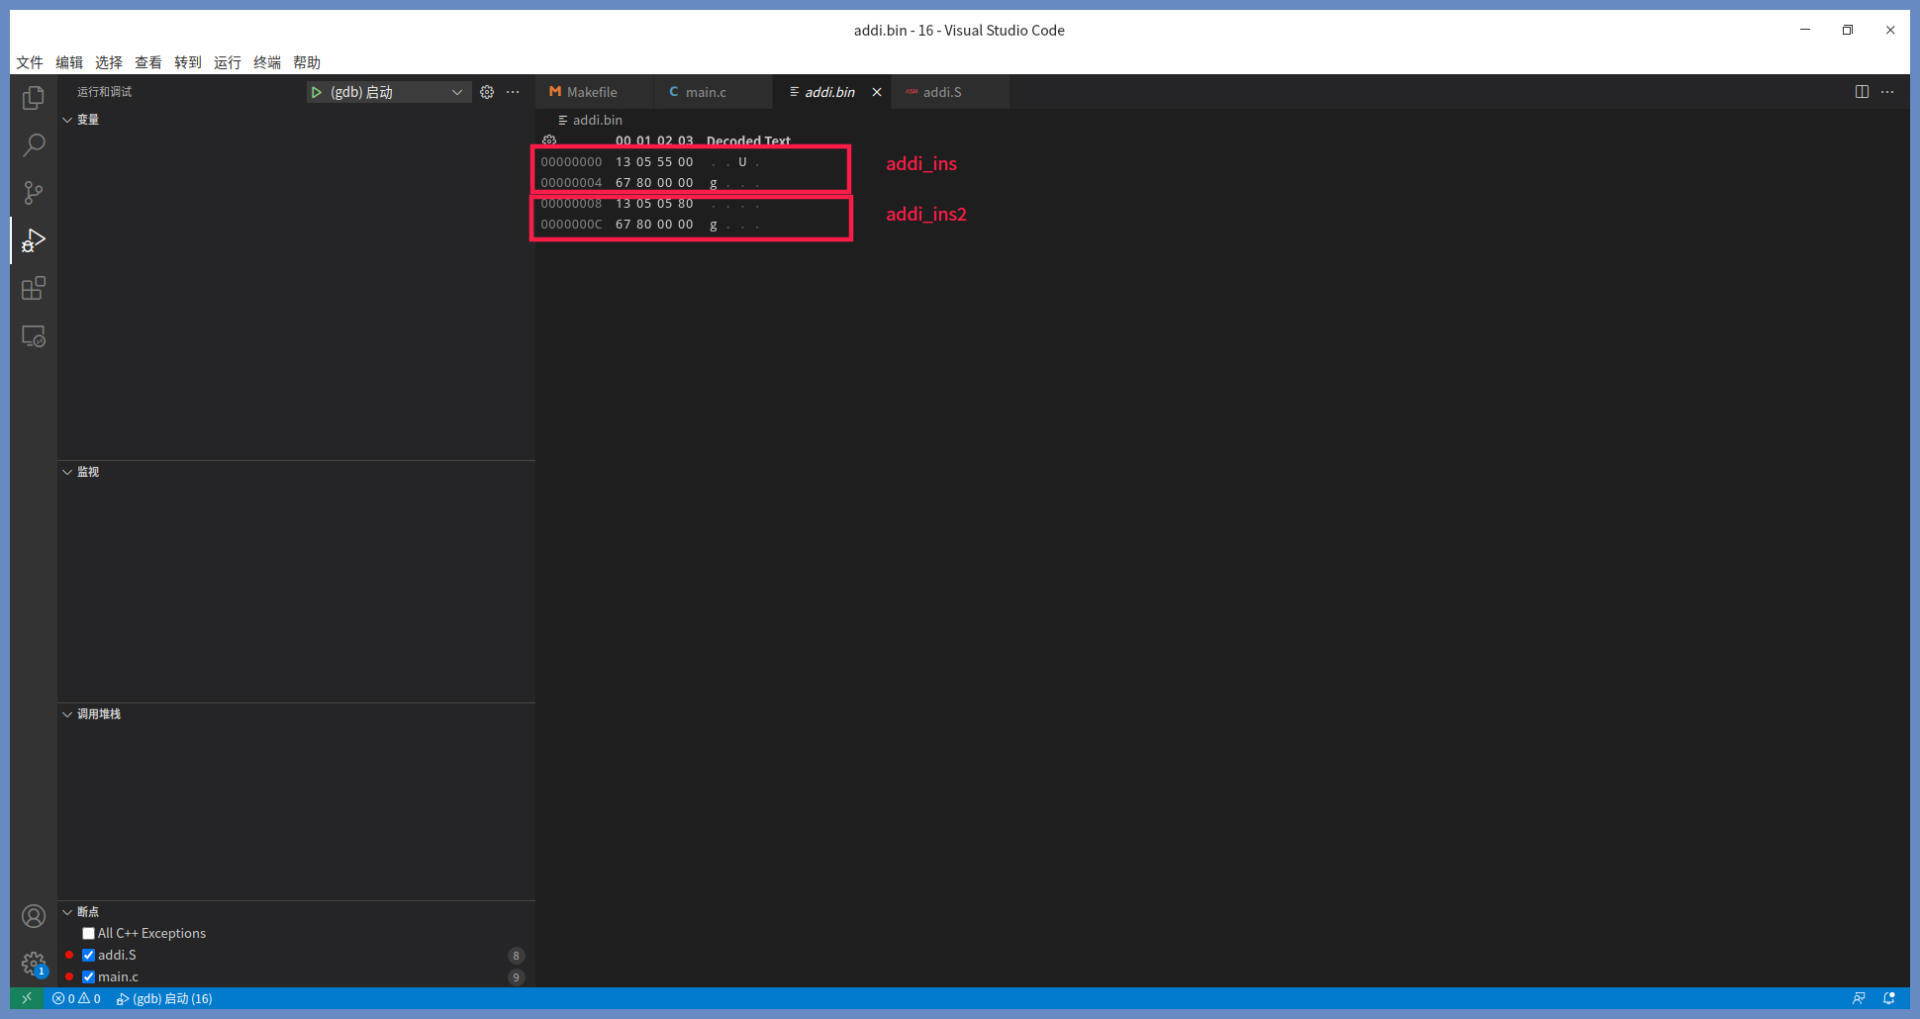 addi.bin - 16 - Visual Studio Code
文件 编辑 选择 查看 转到 运行 终端 帮助
运行和调试 (gdb) 启动
Makefile main.c addi.bin addi.S
addi.bin
变量
00 01 02 03 Decoded Text
00000000 13 05 55 00 . . U .
00000004 67 80 00 00 g . . .
addi_ins
00000008 13 05 05 80 . . . .
0000000C 67 80 00 00 g . . .
addi_ins2
监视
调用堆栈
断点
All C++ Exceptions
addi.S 8
main.c 9
1
0 0 (gdb) 启动 (16)